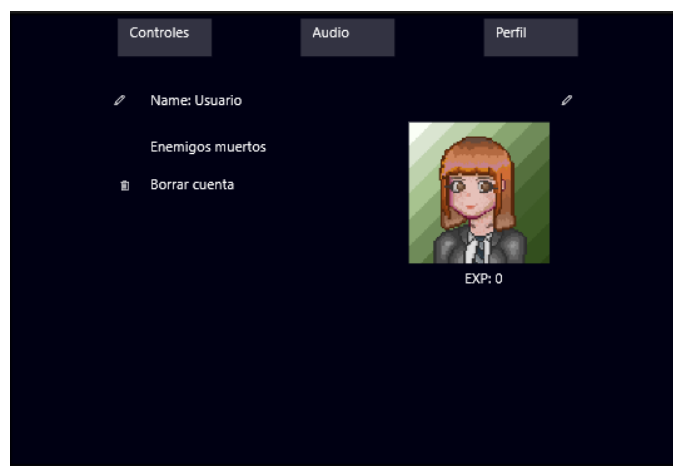 Controles
Audio
Perfil
Name: Usuario
Enemigos muertos
Borrar cuenta
EXP: 0